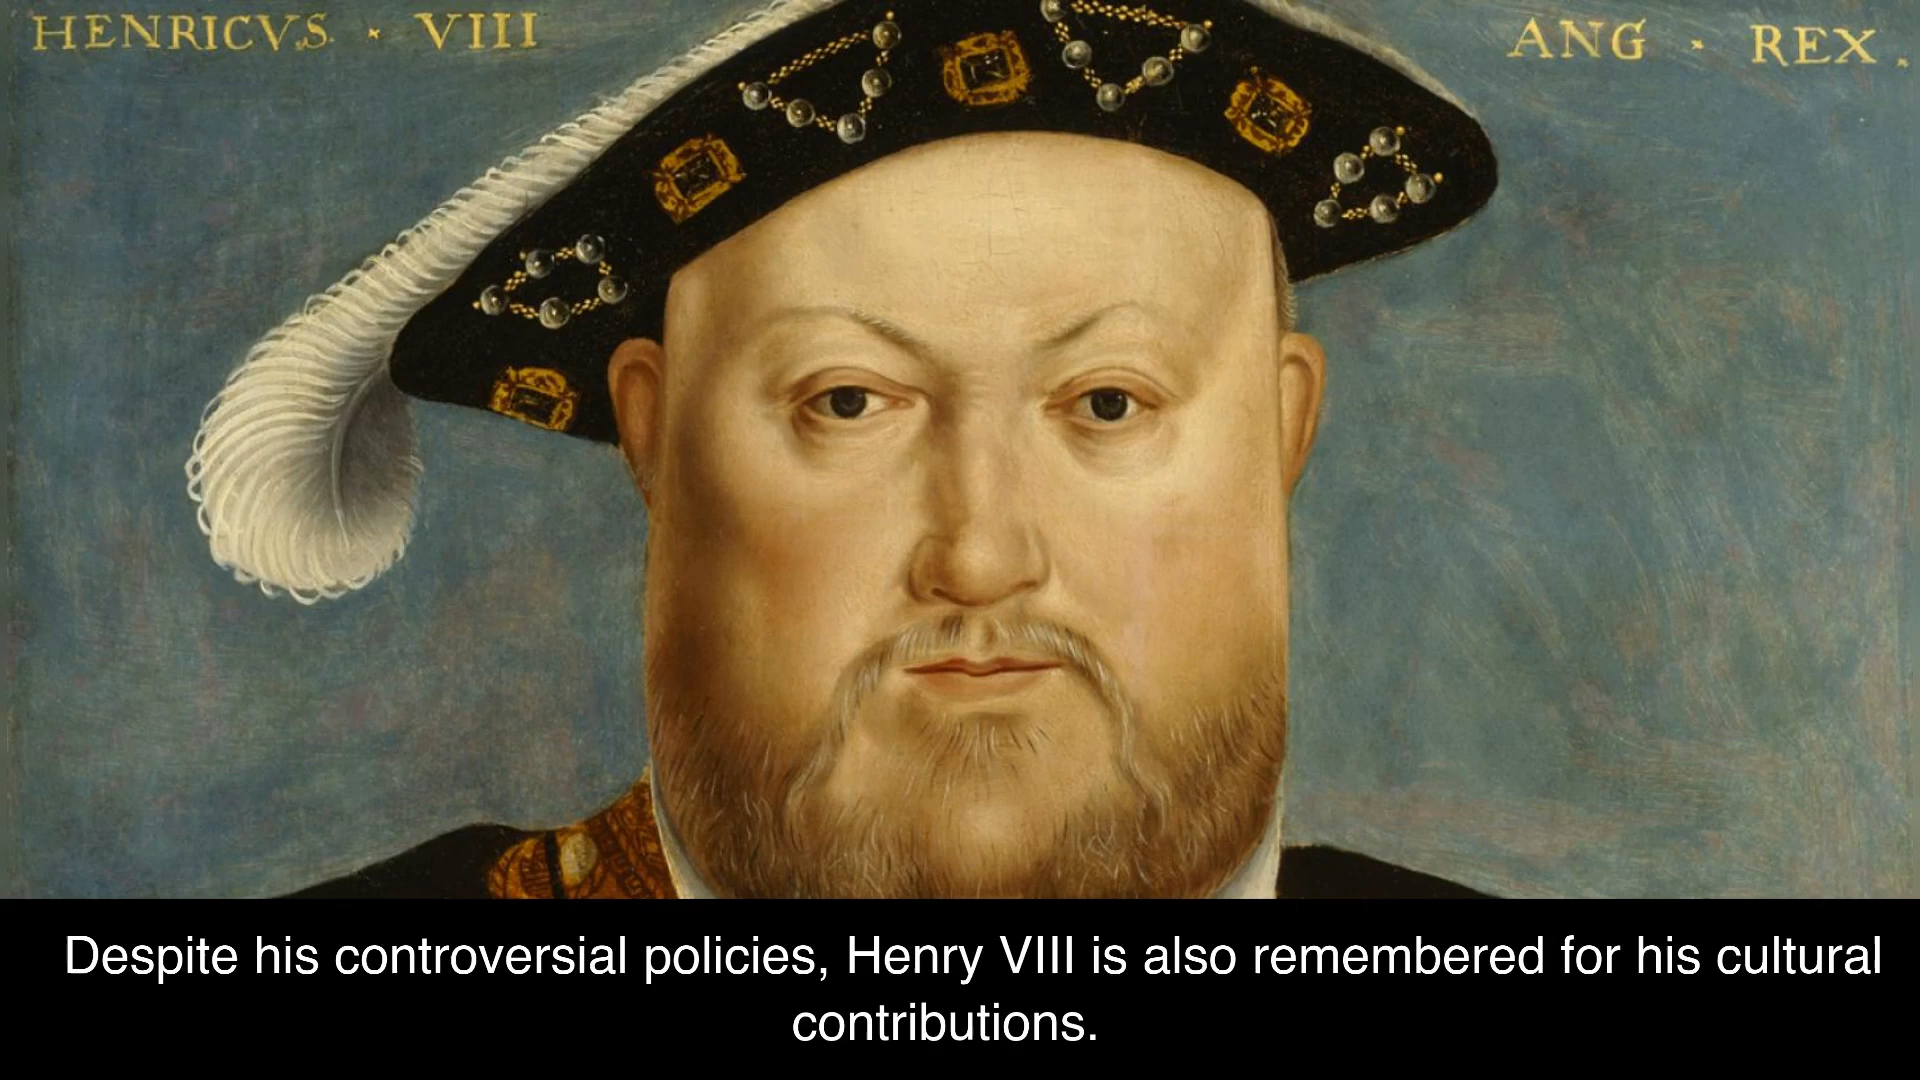 HENRICVS · VIII
ANG · REX.
Despite his controversial policies, Henry VIII is also remembered for his cultural
contributions.